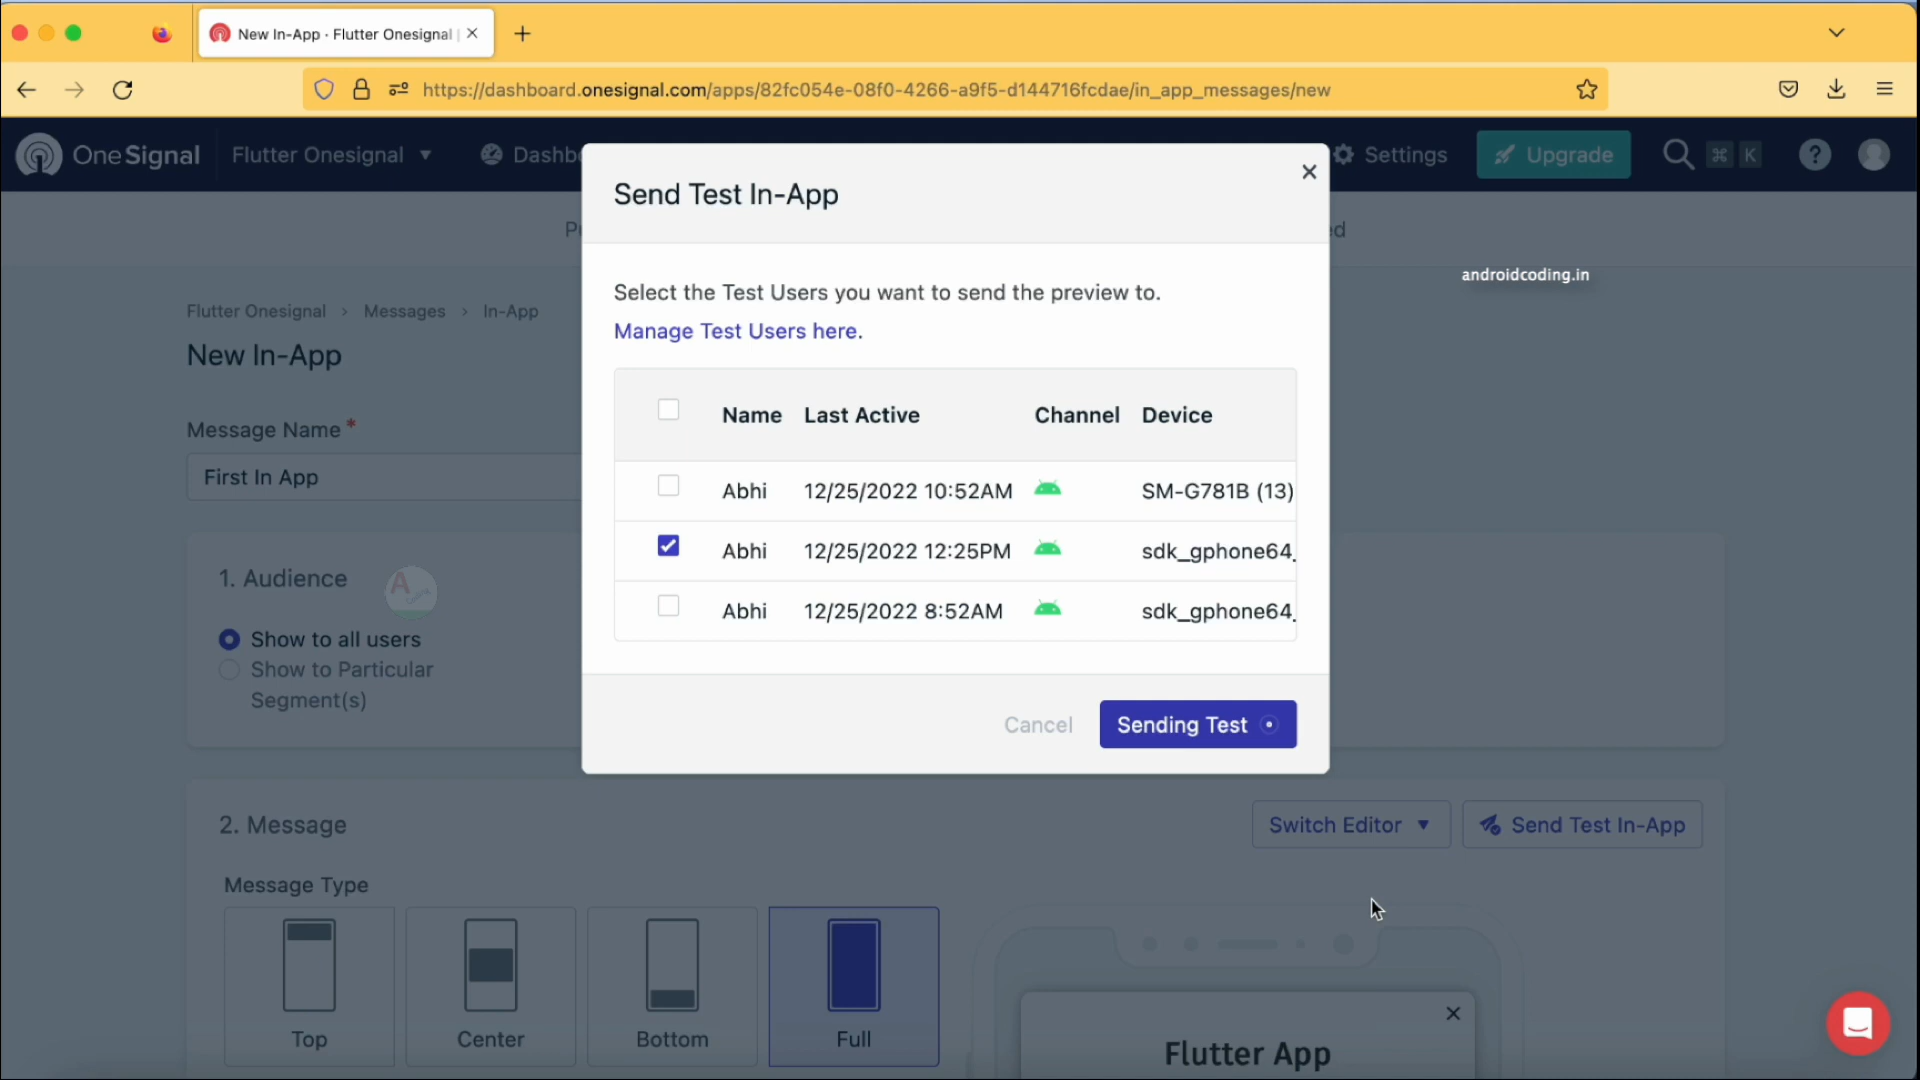 New In-App · Flutter Onesignal |
https://dashboard.onesignal.com/apps/82fc054e-08f0-4266-a9f5-d144716fcdae/in_app_messages/new
OneSignal
Flutter Onesignal
Dashbo
Settings
Upgrade
⌘ K
?
androidcoding.in
Flutter Onesignal > Messages > In-App
New In-App
Message Name *
First In App
1. Audience
Show to all users
Show to Particular
Segment(s)
Send Test In-App
Select the Test Users you want to send the preview to.
Manage Test Users here.
Name Last Active Channel Device
Abhi 12/25/2022 10:52AM SM-G781B (13)
Abhi 12/25/2022 12:25PM sdk_gphone64_
Abhi 12/25/2022 8:52AM sdk_gphone64_
Cancel
Sending Test
2. Message
Switch Editor
Send Test In-App
Message Type
Top
Center
Bottom
Full
Flutter App